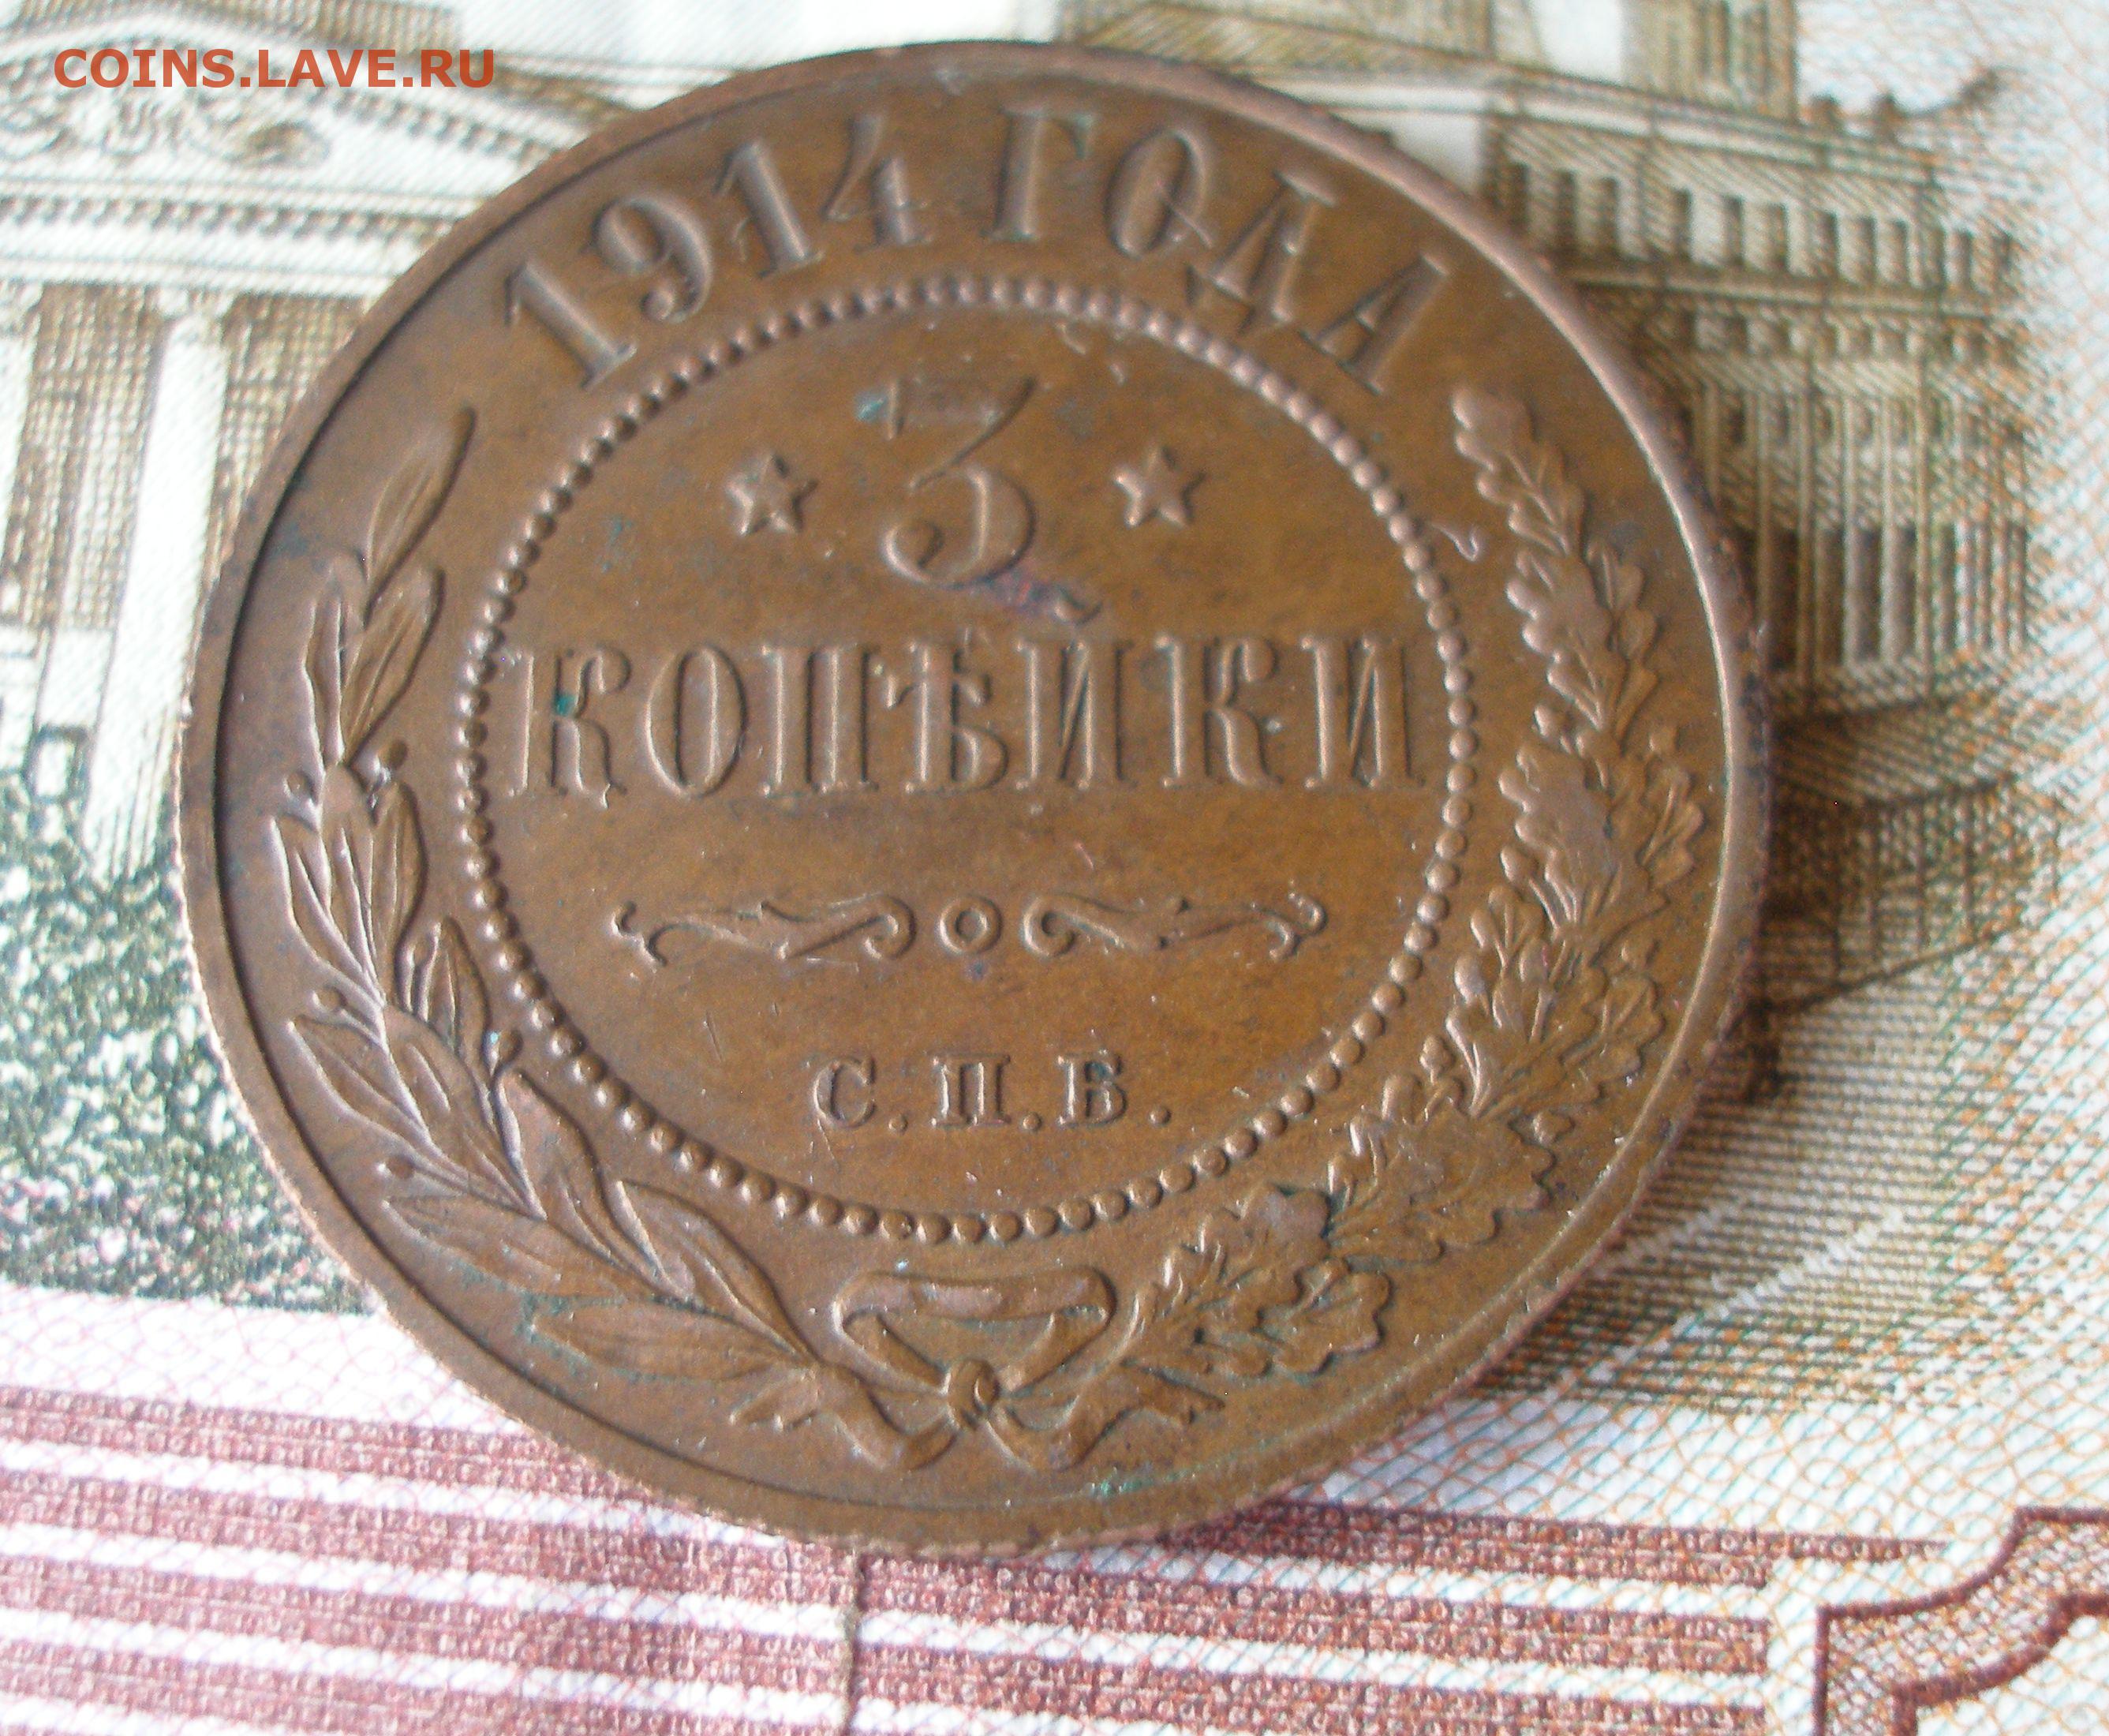 COINS.LAVE.RU
1914 ГОДА
3
КОПѢЙКИ
С.П.Б.